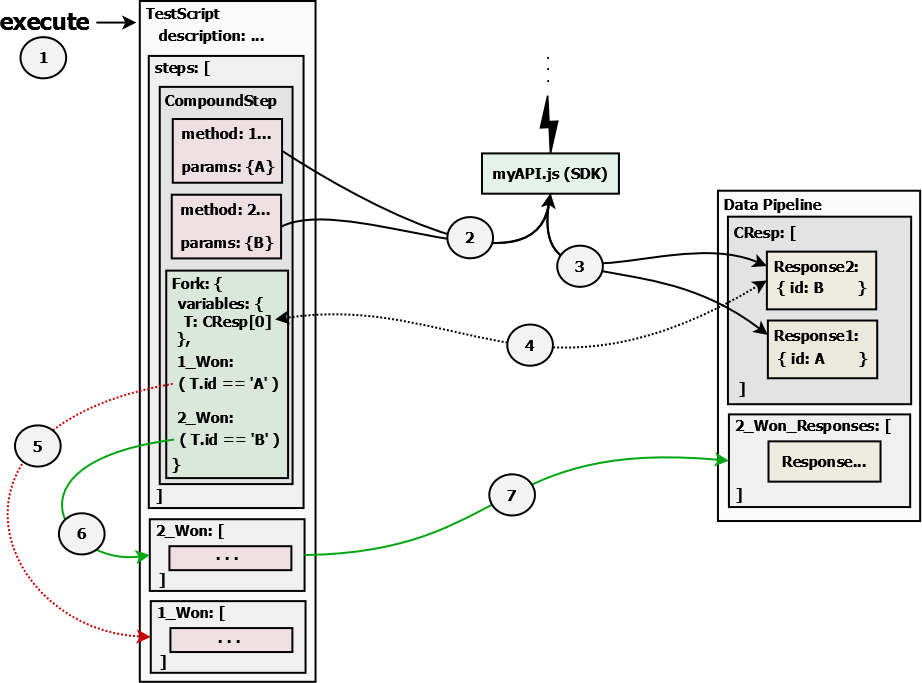 execute
1
TestScript
description: ...
steps: [
CompoundStep
method: 1...
params: {A}
method: 2...
params: {B}
Fork: {
variables: {
T: CResp[0]
},
1_Won:
( T.id == 'A' )
2_Won:
( T.id == 'B' )
}
]
2_Won: [
...
]
1_Won: [
...
]
2
myAPI.js (SDK)
3
4
5
6
7
Data Pipeline
CResp: [
Response2:
{ id: B }
Response1:
{ id: A }
]
2_Won_Responses: [
Response...
]